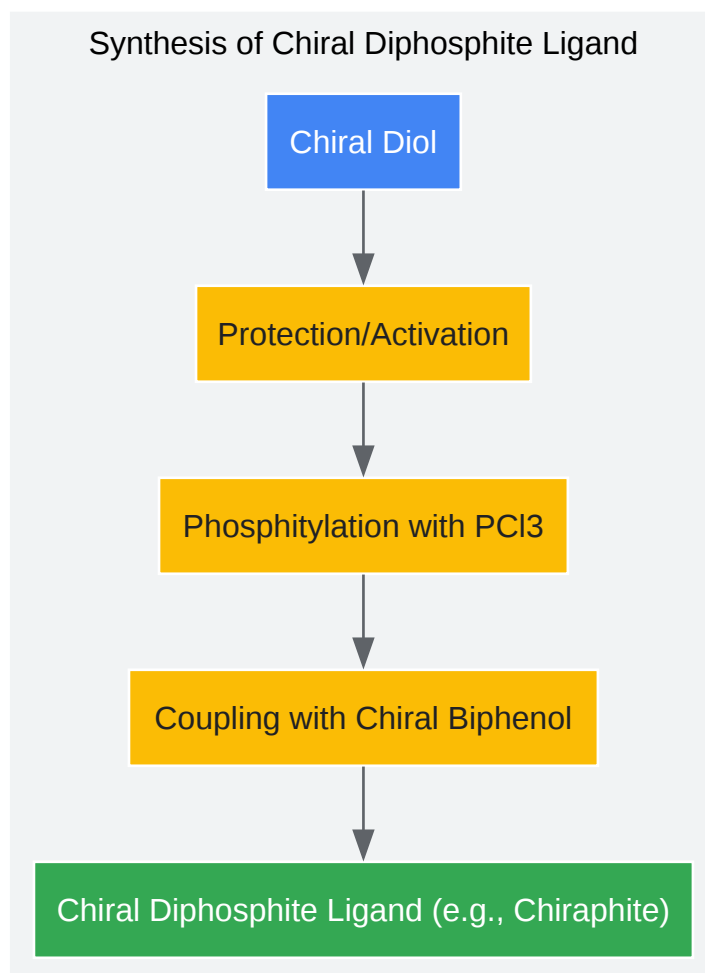 Synthesis of Chiral Diphosphite Ligand
Chiral Diol
Protection/Activation
Phosphitylation with PCl3
Coupling with Chiral Biphenol
Chiral Diphosphite Ligand (e.g., Chiraphite)